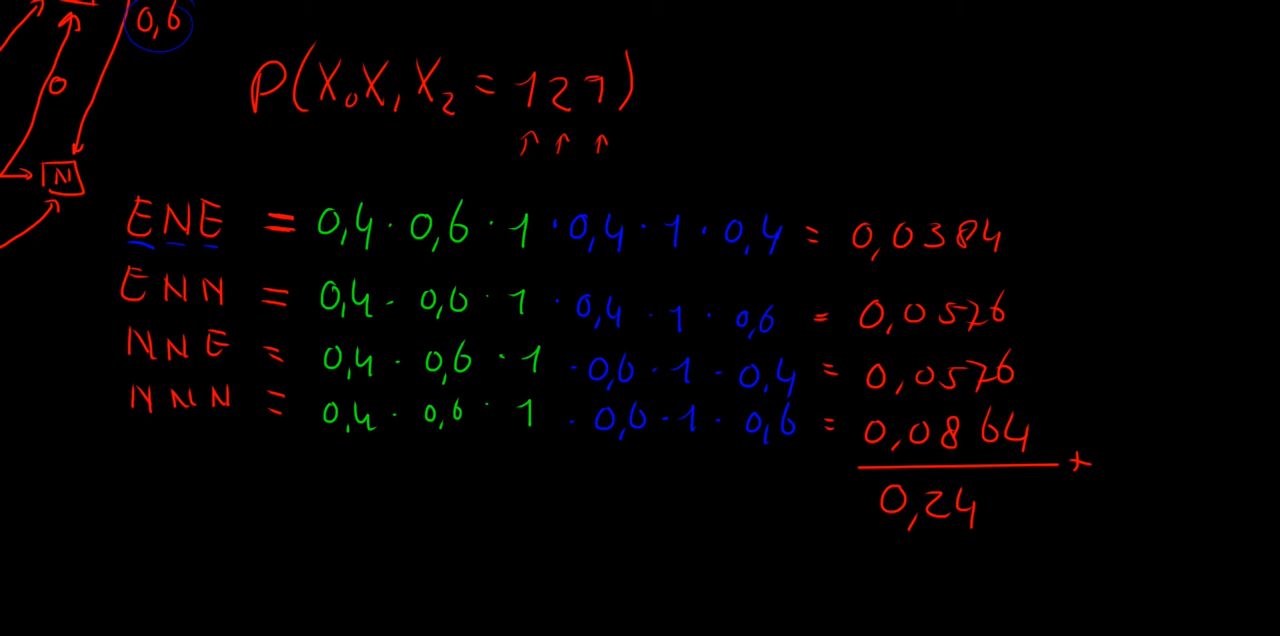 0,6
P(X₀X₁X₂ = 121)
0
↑ ↑ ↑
N
ENE = 0,4 · 0,6 · 1 · 0,4 · 1 · 0,4 = 0,0384
ENN = 0,4 · 0,6 · 1 · 0,4 · 1 · 0,6 = 0,0576
NNE = 0,4 · 0,6 · 1 · 0,6 · 1 · 0,4 = 0,0576
NNN = 0,4 · 0,6 · 1 · 0,6 · 1 · 0,6 = 0,0864
+
0,24